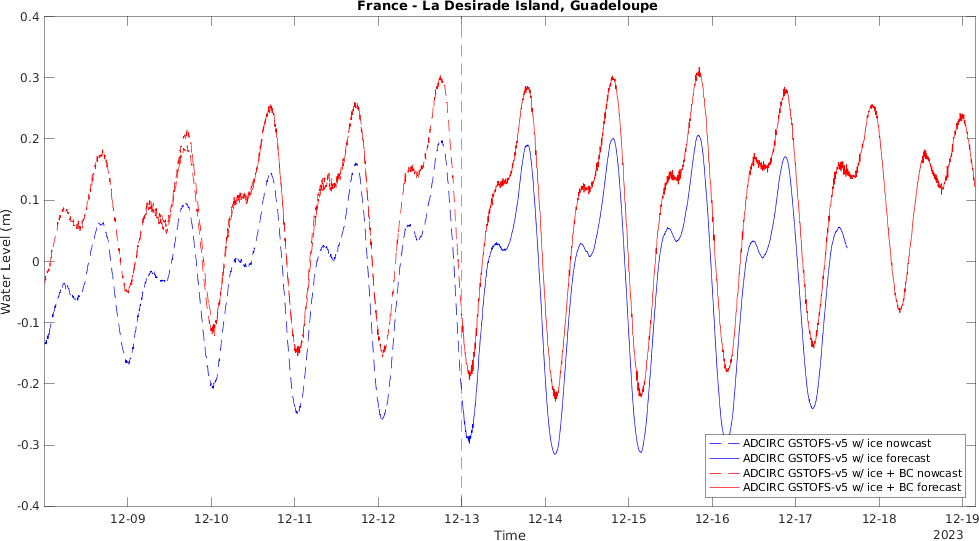 France - La Desirade Island, Guadeloupe
0.4
0.3
0.2
0.1
0
-0.1
-0.2
-0.3
-0.4
Water Level (m)
ADCIRC GSTOFS-v5 w/ ice nowcast
ADCIRC GSTOFS-v5 w/ ice forecast
ADCIRC GSTOFS-v5 w/ ice + BC nowcast
ADCIRC GSTOFS-v5 w/ ice + BC forecast
12-09 12-10 12-11 12-12 12-13 12-14 12-15 12-16 12-17 12-18 12-19
Time
2023